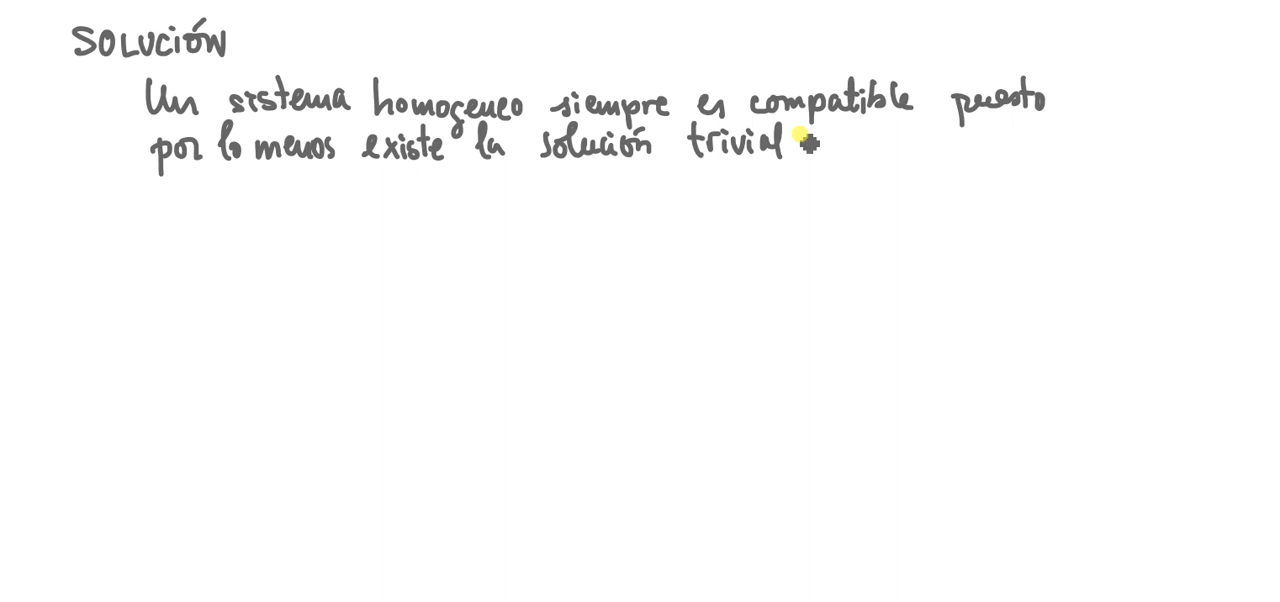 SOLUCIÓN
Un sistema homogeneo siempre es compatible puesto
por lo menos existe la solución trivial